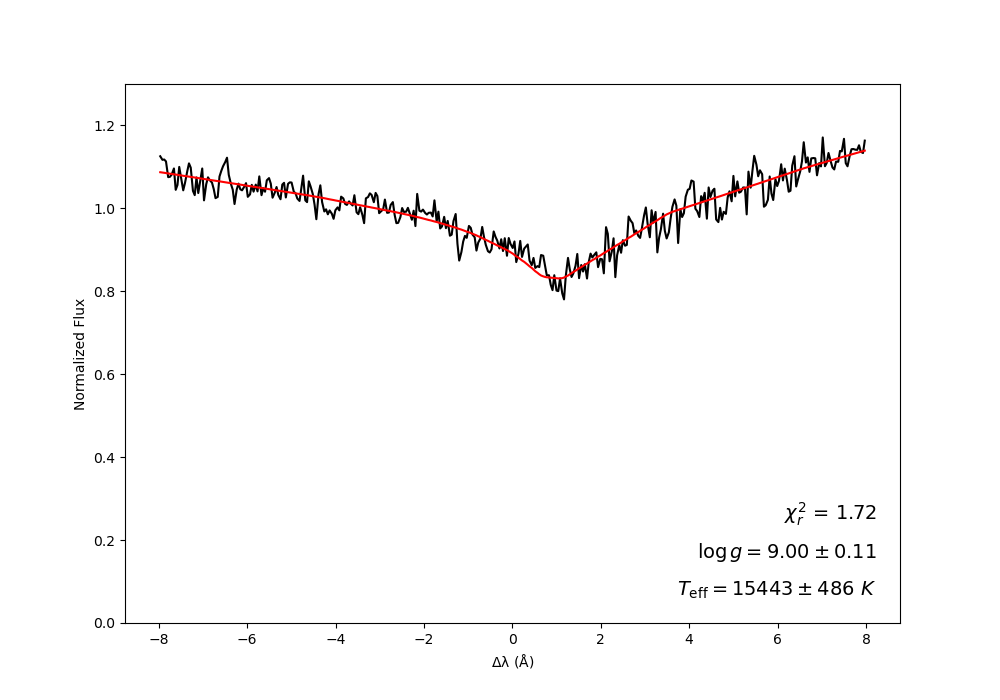 1.2
1.0
0.8
0.6
0.4
0.2
0.0
Normalized Flux
χ²ᵣ = 1.72
log g = 9.00 ± 0.11
T_eff = 15443 ± 486 K
−8 −6 −4 −2 0 2 4 6 8
Δλ (Å)